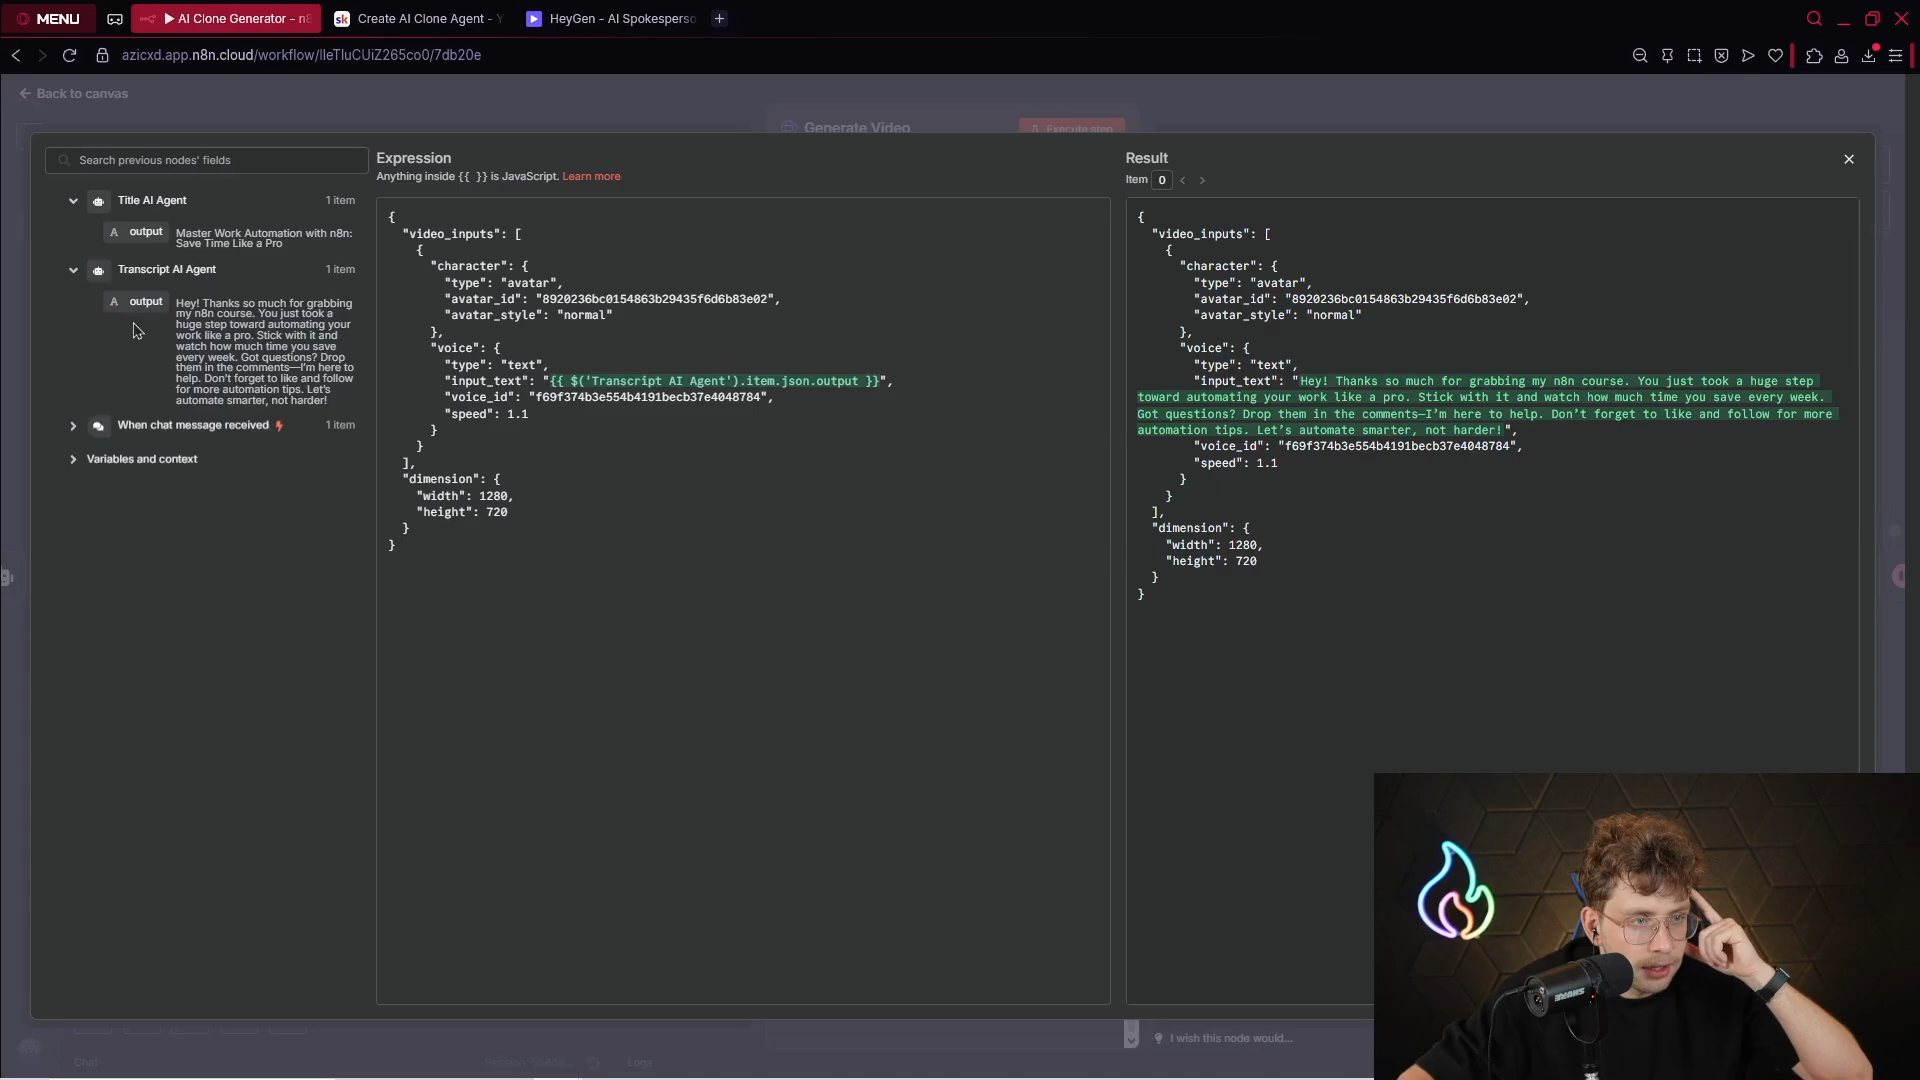 MENU
▶ AI Clone Generator - n8
sk Create AI Clone Agent - Y
HeyGen - AI Spokesperso
azicxd.app.n8n.cloud/workflow/
Back to canvas
Generate Video
Execute step
Search previous nodes' fields
Title AI Agent 1 item
A output Master Work Automation with n8n:
Save Time Like a Pro
Transcript AI Agent 1 item
A output Hey! Thanks so much for grabbing
my n8n course. You just took a
huge step toward automating your
work like a pro. Stick with it and
watch how much time you save
every week. Got questions? Drop
them in the comments—I'm here to
help. Don't forget to like and follow
for more automation tips. Let's
automate smarter, not harder!
When chat message received 1 item
Variables and context
Expression
Anything inside {{ }} is JavaScript. Learn more
{
"video_inputs": [
{
"character": {
"type": "avatar",
"avatar_id": "8920236bc0154863b29435f6d6b83e02",
"avatar_style": "normal"
},
"voice": {
"type": "text",
"input_text": "{{ $('Transcript AI Agent').item.json.output }}",
"voice_id": "f69f374b3e554b4191becb37e4048784",
"speed": 1.1
}
}
],
"dimension": {
"width": 1280,
"height": 720
}
}
Result
Item 0
{
"video_inputs": [
{
"character": {
"type": "avatar",
"avatar_id": "8920236bc0154863b29435f6d6b83e02",
"avatar_style": "normal"
},
"voice": {
"type": "text",
"input_text": "Hey! Thanks so much for grabbing my n8n course. You just took a huge step
toward automating your work like a pro. Stick with it and watch how much time you save every week.
Got questions? Drop them in the comments—I'm here to help. Don't forget to like and follow for more
automation tips. Let's automate smarter, not harder!",
"voice_id": "f69f374b3e554b4191becb37e4048784",
"speed": 1.1
}
}
],
"dimension": {
"width": 1280,
"height": 720
}
}
I wish this node would...
Chat
Logs
SHURE